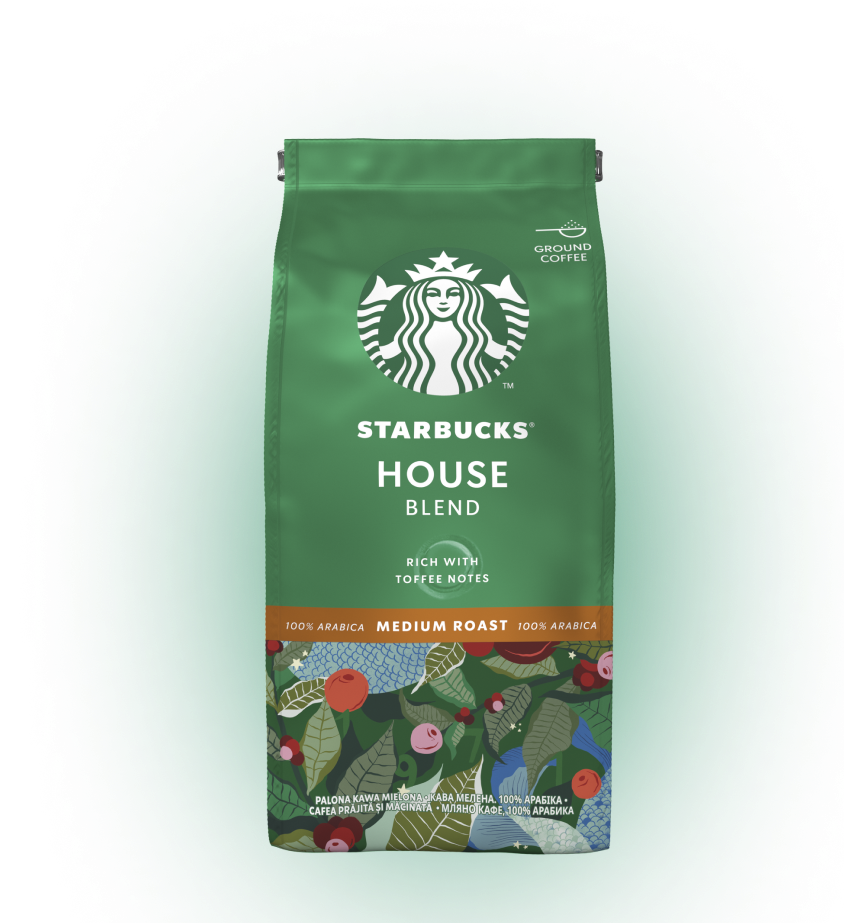 GROUND
COFFEE
TM
STARBUCKS®
HOUSE
BLEND
RICH WITH
TOFFEE NOTES
100% ARABICA MEDIUM ROAST 100% ARABICA
1971
PALONA KAWA MIELONA • КАВА МЕЛЕНА. 100% АРАБІКА •
CAFEA PRĂJITĂ ȘI MĂCINATĂ • МЛЯНО КАФЕ, 100% АРАБИКА